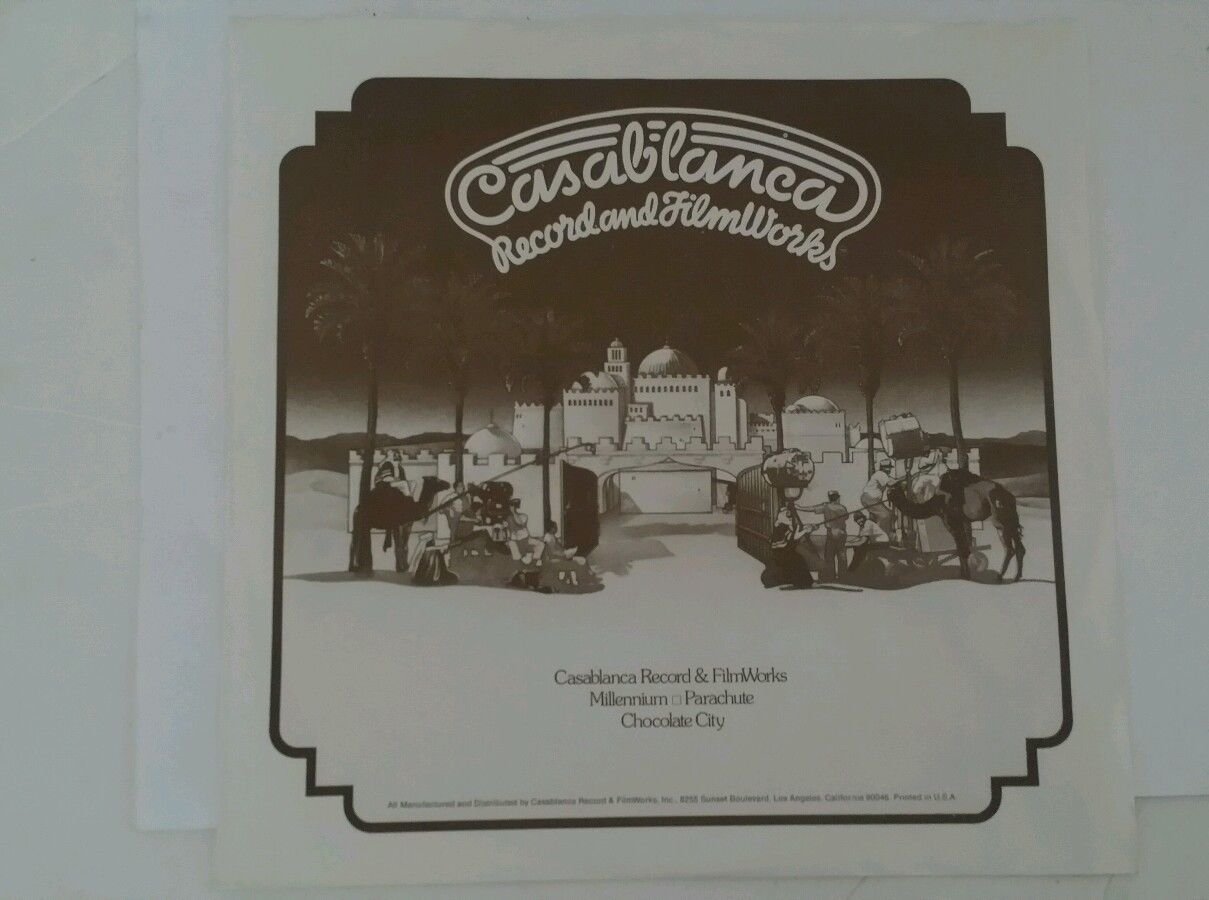 Casablanca
Record and FilmWorks
Casablanca Record & FilmWorks
Millennium □ Parachute
Chocolate City
All Manufactured and Distributed by Casablanca Record & FilmWorks, Inc., 8255 Sunset Boulevard, Los Angeles, California 90046. Printed in U.S.A.